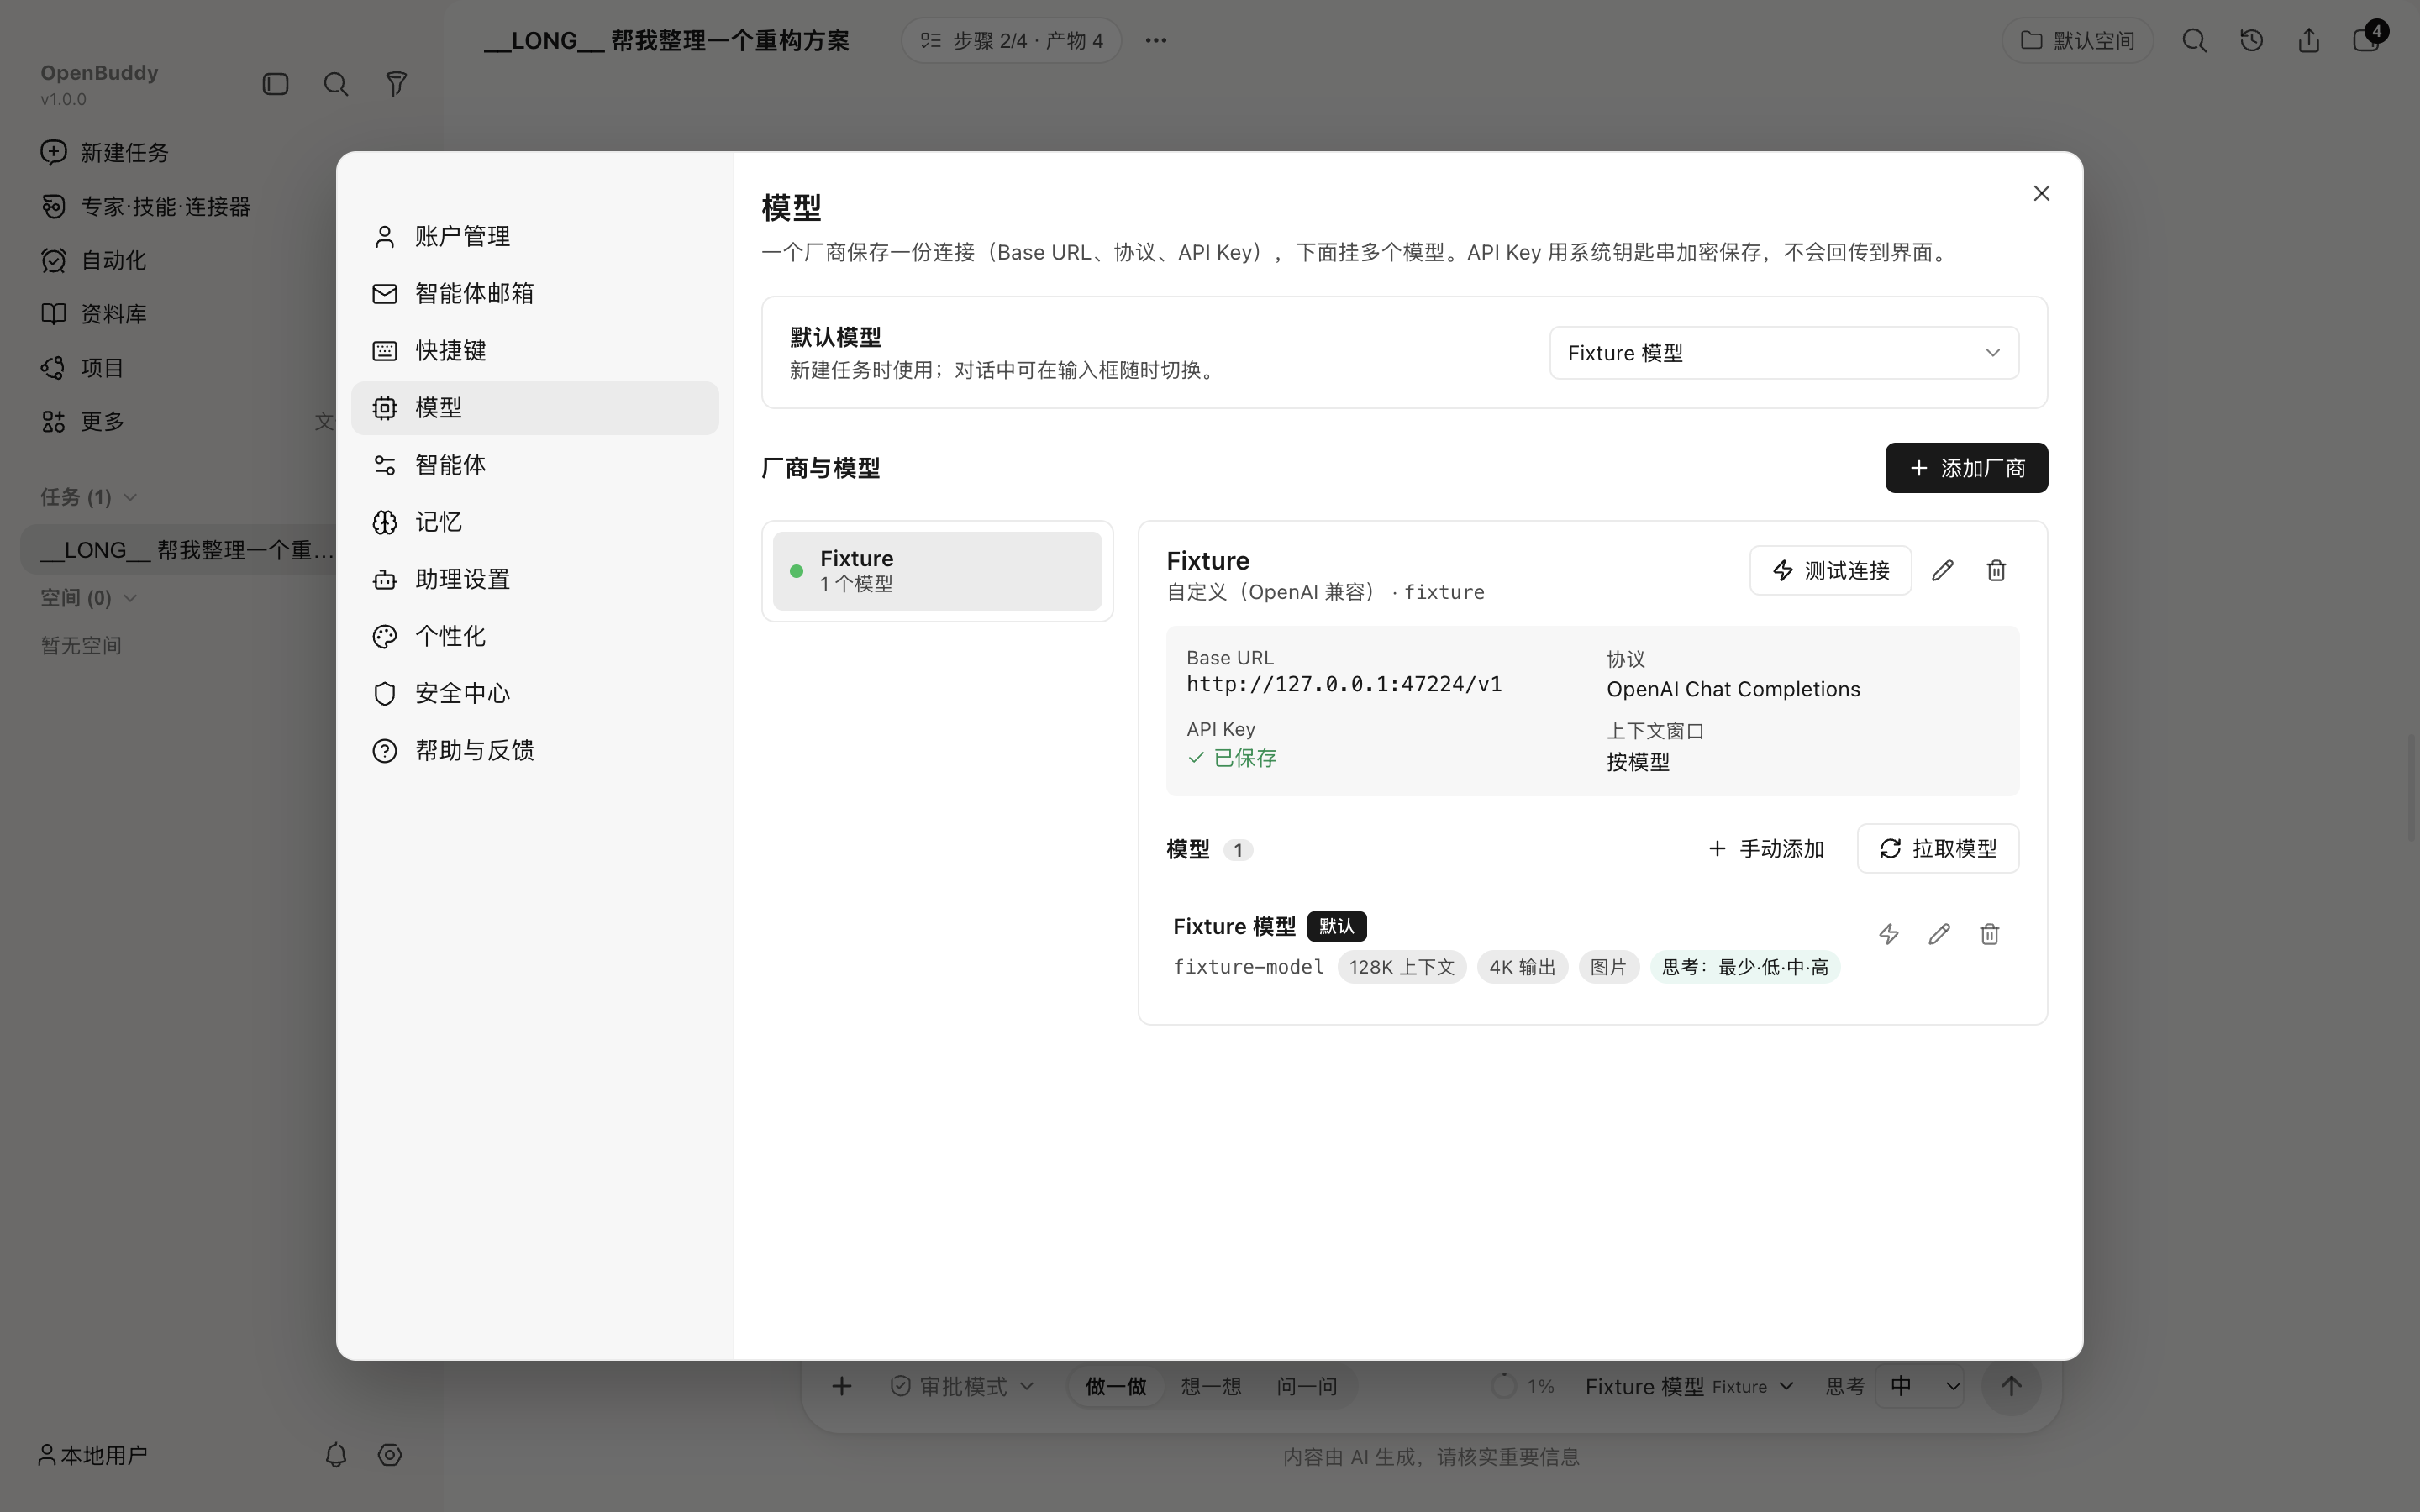 OpenBuddy
v1.0.0
新建任务
专家·技能·连接器
自动化
资料库
项目
更多
文
任务 (1)
__LONG__ 帮我整理一个重…
空间 (0)
暂无空间
本地用户
__LONG__ 帮我整理一个重构方案
步骤 2/4 · 产物 4
默认空间
4
账户管理
智能体邮箱
快捷键
模型
智能体
记忆
助理设置
个性化
安全中心
帮助与反馈
模型
一个厂商保存一份连接（Base URL、协议、API Key），下面挂多个模型。API Key 用系统钥匙串加密保存，不会回传到界面。
默认模型
新建任务时使用；对话中可在输入框随时切换。
Fixture 模型
厂商与模型
添加厂商
Fixture
1 个模型
Fixture
自定义（OpenAI 兼容） · fixture
测试连接
Base URL
http://127.0.0.1:47224/v1
协议
OpenAI Chat Completions
API Key
已保存
上下文窗口
按模型
模型 1
手动添加
拉取模型
Fixture 模型 默认
fixture-model 128K 上下文 4K 输出 图片 思考：最少·低·中·高
审批模式
做一做 想一想 问一问
1%
Fixture 模型 Fixture
思考 中
内容由 AI 生成，请核实重要信息